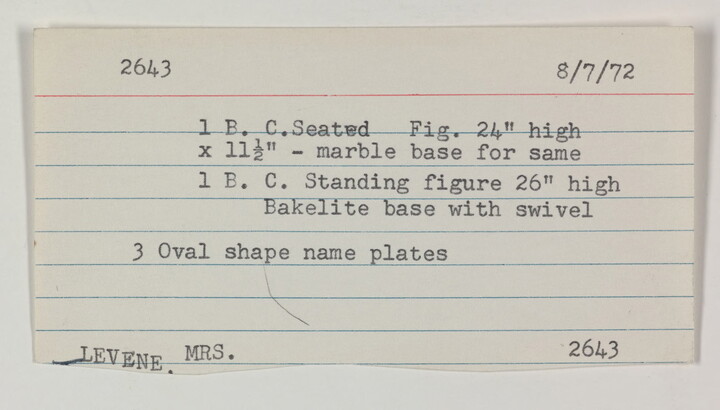 2643 8/7/72
1 B. C.Seated Fig. 24" high
x 11½" - marble base for same
1 B. C. Standing figure 26" high
Bakelite base with swivel
3 Oval shape name plates
LEVENE, MRS. 2643